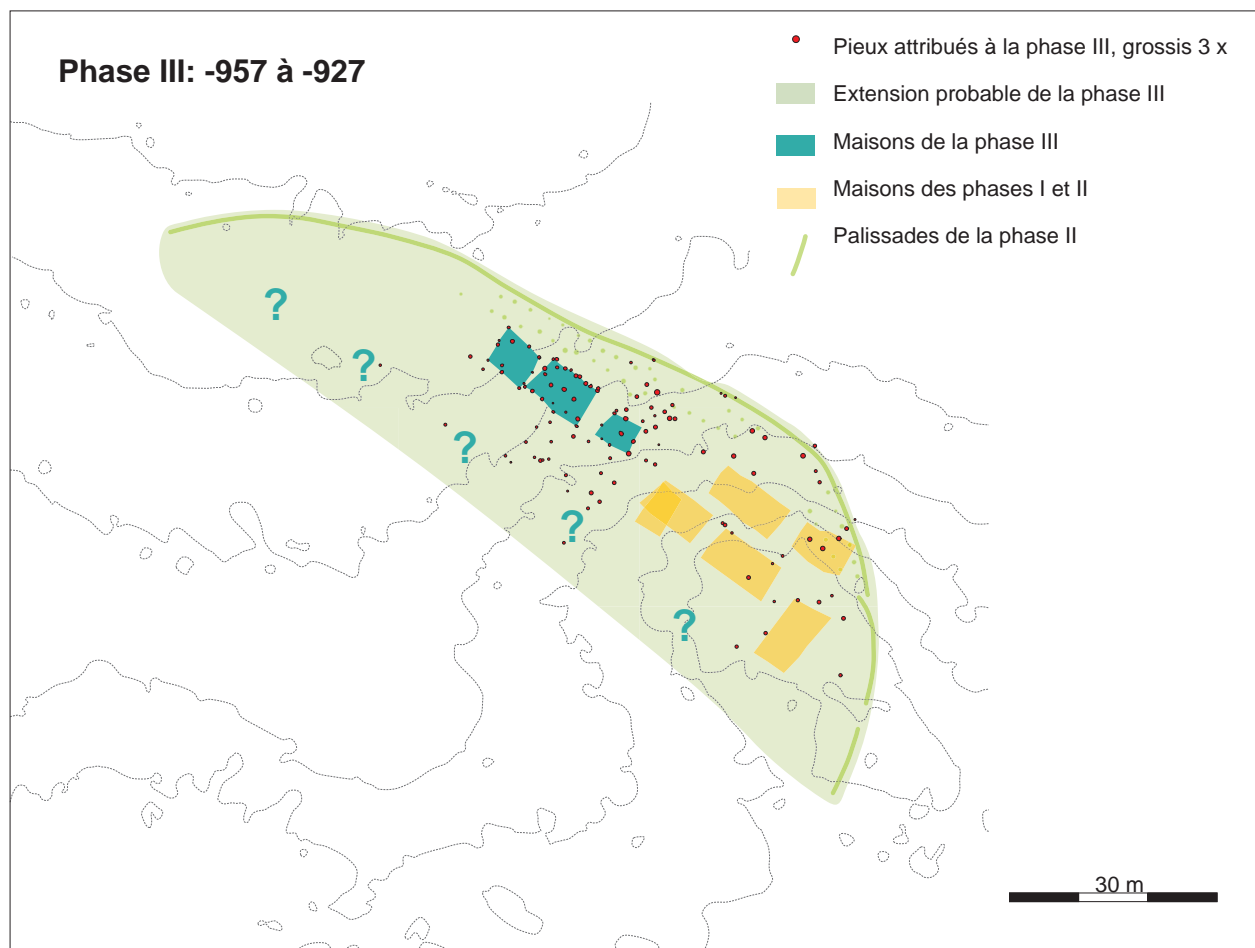 Phase III: -957 à -927
Pieux attribués à la phase III, grossis 3 x
Extension probable de la phase III
Maisons de la phase III
Maisons des phases I et II
Palissades de la phase II
?
?
?
?
?
30 m